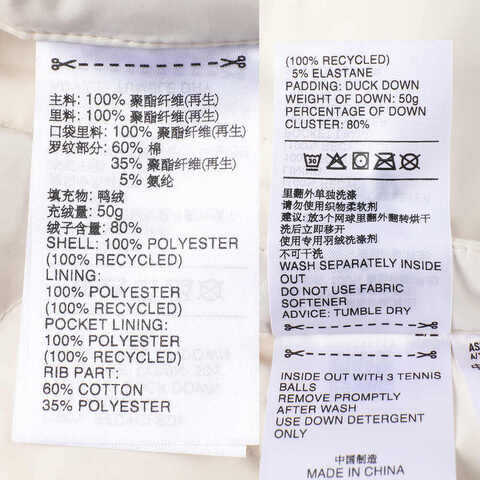 主料: 100% 聚酯纤维(再生)
里料: 100% 聚酯纤维(再生)
口袋里料: 100% 聚酯纤维(再生)
罗纹部分: 60% 棉
35% 聚酯纤维(再生)
5% 氨纶
填充物: 鸭绒
充绒量: 50g
绒子含量: 80%
SHELL: 100% POLYESTER
(100% RECYCLED)
LINING:
100% POLYESTER
(100% RECYCLED)
POCKET LINING:
100% POLYESTER
(100% RECYCLED)
RIB PART:
60% COTTON
35% POLYESTER
(100% RECYCLED)
5% ELASTANE
PADDING: DUCK DOWN
WEIGHT OF DOWN: 50g
PERCENTAGE OF DOWN
CLUSTER: 80%
里翻外单独洗涤
请勿使用织物柔软剂
建议: 放3个网球里翻外翻转烘干
洗后立即移开
使用专用羽绒洗涤剂
不可干洗
WASH SEPARATELY INSIDE
OUT
DO NOT USE FABRIC
SOFTENER
ADVICE: TUMBLE DRY
INSIDE OUT WITH 3 TENNIS
BALLS
REMOVE PROMPTLY
AFTER WASH
USE DOWN DETERGENT
ONLY
中国制造
MADE IN CHINA